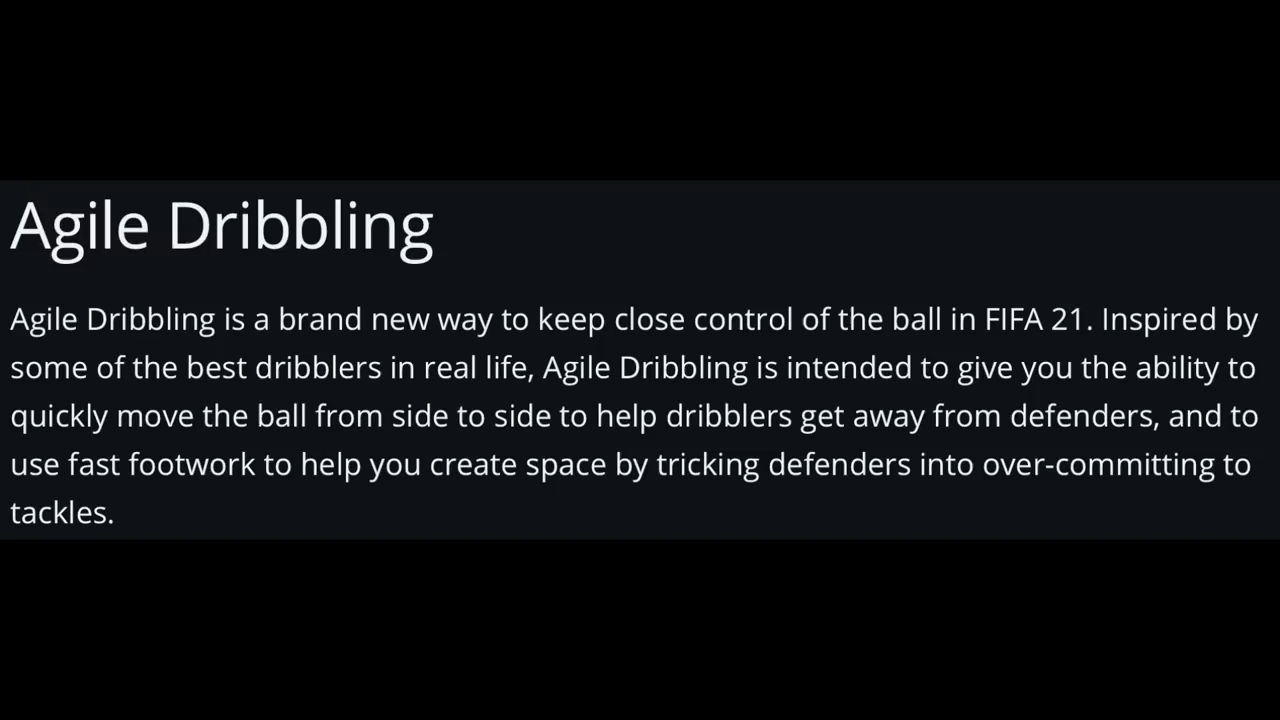 Agile Dribbling
Agile Dribbling is a brand new way to keep close control of the ball in FIFA 21. Inspired by
some of the best dribblers in real life, Agile Dribbling is intended to give you the ability to
quickly move the ball from side to side to help dribblers get away from defenders, and to
use fast footwork to help you create space by tricking defenders into over-committing to
tackles.